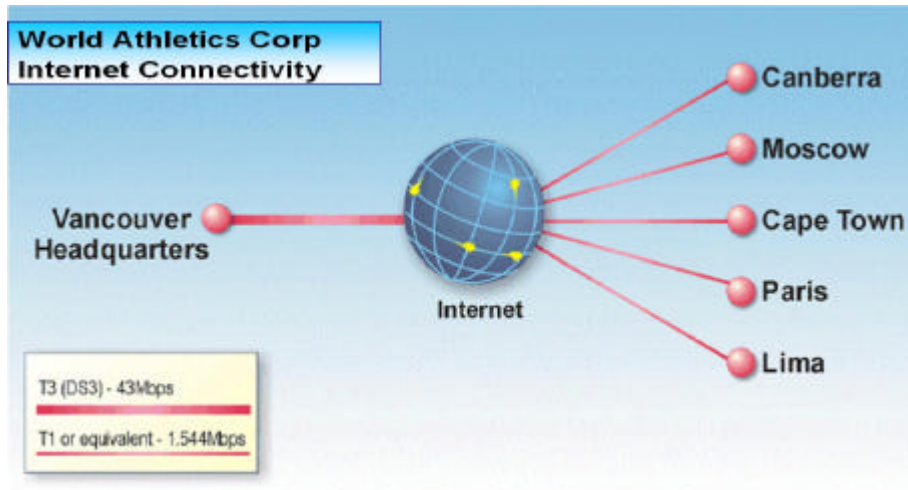 World Athletics Corp
Internet Connectivity
Vancouver
Headquarters
Internet
Canberra
Moscow
Cape Town
Paris
Lima
T3 (DS3) - 43Mbps
T1 or equivalent - 1.544Mbps